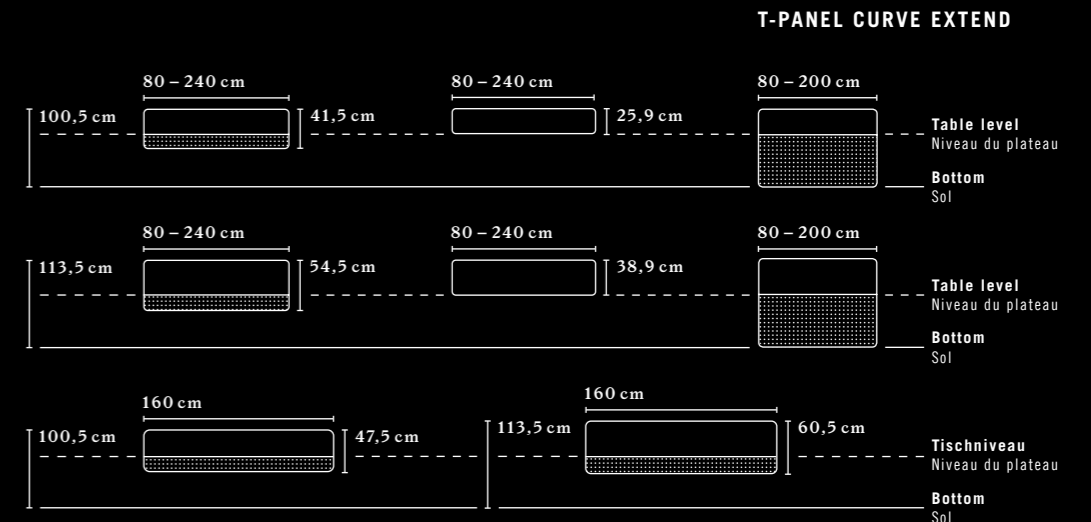 T-PANEL CURVE EXTEND
80 – 240 cm
80 – 240 cm
80 – 200 cm
100,5 cm
41,5 cm
25,9 cm
Table level
Niveau du plateau
Bottom
Sol
80 – 240 cm
80 – 240 cm
80 – 200 cm
113,5 cm
54,5 cm
38,9 cm
Table level
Niveau du plateau
Bottom
Sol
160 cm
160 cm
100,5 cm
47,5 cm
113,5 cm
60,5 cm
Tischniveau
Niveau du plateau
Bottom
Sol